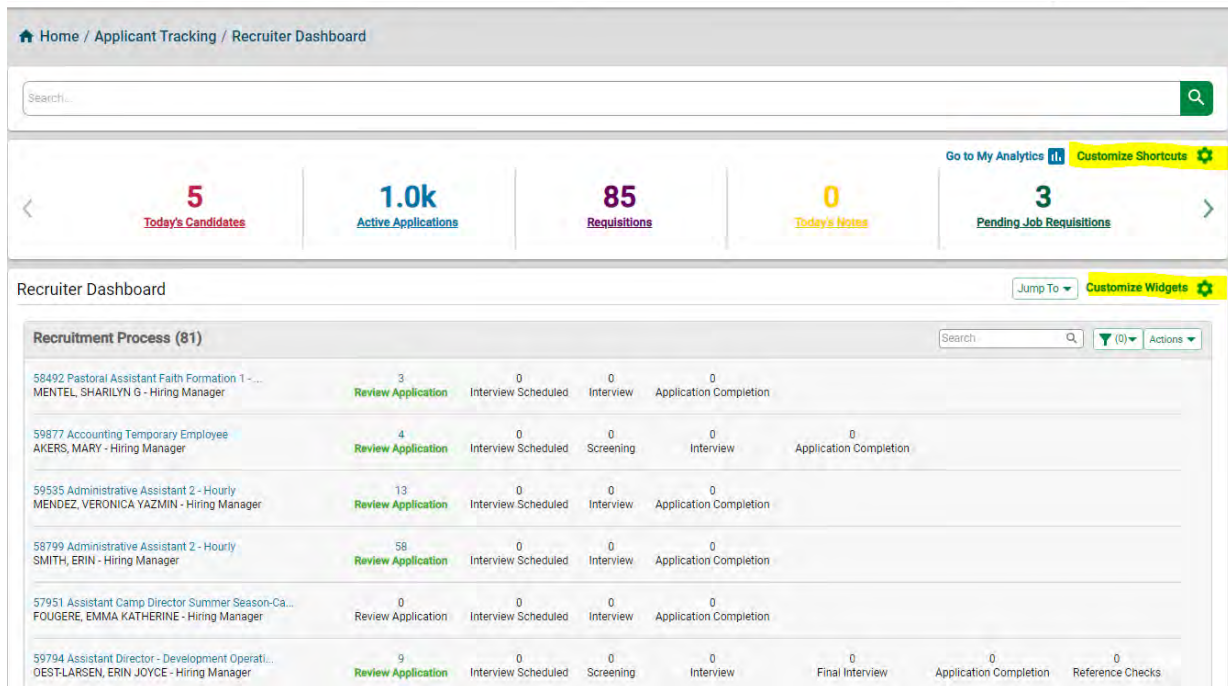 Home / Applicant Tracking / Recruiter Dashboard
Search...
Go to My Analytics Customize Shortcuts
5 1.0k 85 0 3
Today's Candidates Active Applications Requisitions Today's Notes Pending Job Requisitions
Recruiter Dashboard Jump To Customize Widgets
Recruitment Process (81) Search (0) Actions
58492 Pastoral Assistant Faith Formation 1 -... 3 0 0 0
MENTEL, SHARILYN G - Hiring Manager Review Application Interview Scheduled Interview Application Completion
59877 Accounting Temporary Employee 4 0 0 0 0
AKERS, MARY - Hiring Manager Review Application Interview Scheduled Screening Interview Application Completion
59535 Administrative Assistant 2 - Hourly 13 0 0 0
MENDEZ, VERONICA YAZMIN - Hiring Manager Review Application Interview Scheduled Interview Application Completion
58799 Administrative Assistant 2 - Hourly 58 0 0 0
SMITH, ERIN - Hiring Manager Review Application Interview Scheduled Interview Application Completion
57951 Assistant Camp Director Summer Season-Ca... 0 0 0 0
FOUGERE, EMMA KATHERINE - Hiring Manager Review Application Interview Scheduled Interview Application Completion
59794 Assistant Director - Development Operati... 9 0 0 0 0 0 0
OEST-LARSEN, ERIN JOYCE - Hiring Manager Review Application Interview Scheduled Screening Interview Final Interview Application Completion Reference Checks